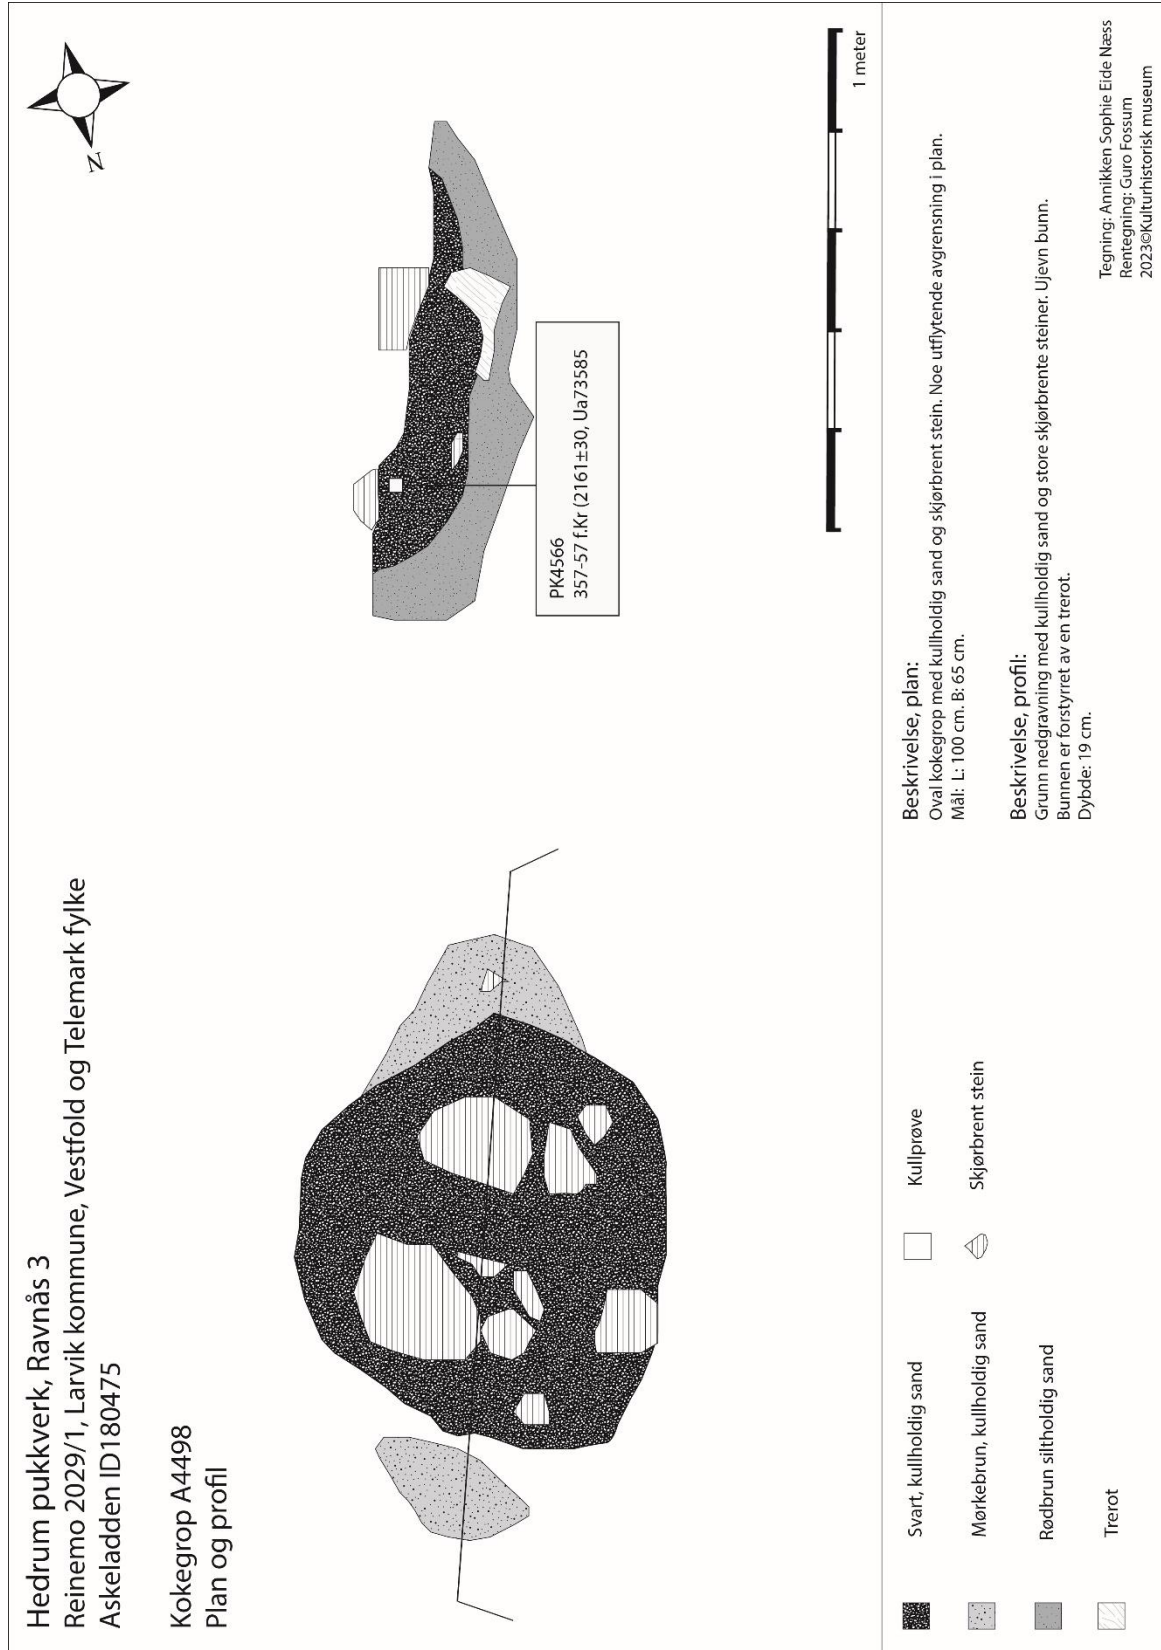 Hedrum pukkverk, Ravnås 3
Reinemo 2029/1, Larvik kommune, Vestfold og Telemark fylke
Askeladden ID180475
Kokegrop A4498
Plan og profil
N
PK4566
357-57 f.Kr (2161±30, Ua73585
1 meter
Svart, kullholdig sand
Mørkebrun, kullholdig sand
Rødbrun siltholdig sand
Trerot
Kullprøve
Skjørbrent stein
Beskrivelse, plan:
Oval kokegrop med kullholdig sand og skjørbrent stein. Noe utflytende avgrensning i plan.
Mål: L: 100 cm. B: 65 cm.
Beskrivelse, profil:
Grunn nedgravning med kullholdig sand og store skjørbrente steiner. Ujevn bunn.
Bunnen er forstyrret av en trerot.
Dybde: 19 cm.
Tegning: Annikken Sophie Eide Næss
Rentegning: Guro Fossum
2023©Kulturhistorisk museum